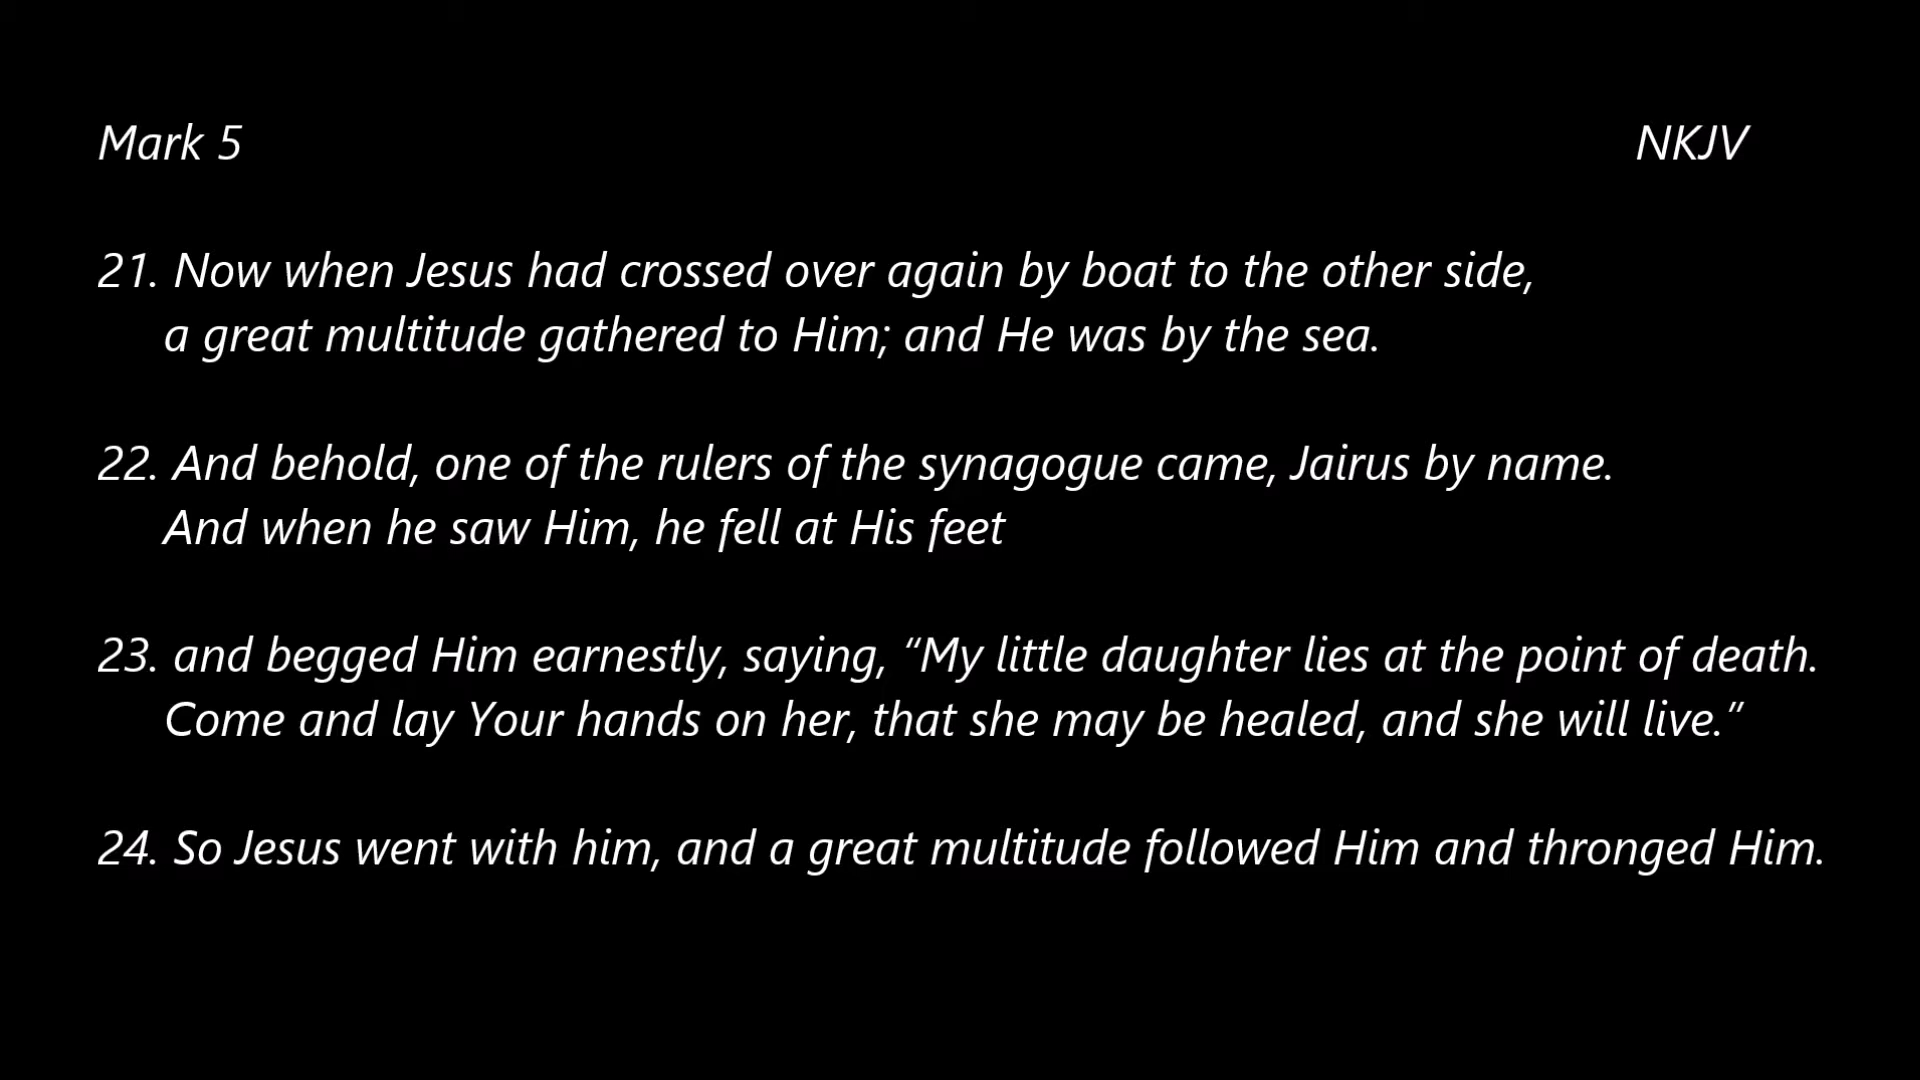 Mark 5 NKJV
21. Now when Jesus had crossed over again by boat to the other side,
a great multitude gathered to Him; and He was by the sea.
22. And behold, one of the rulers of the synagogue came, Jairus by name.
And when he saw Him, he fell at His feet
23. and begged Him earnestly, saying, “My little daughter lies at the point of death.
Come and lay Your hands on her, that she may be healed, and she will live.”
24. So Jesus went with him, and a great multitude followed Him and thronged Him.